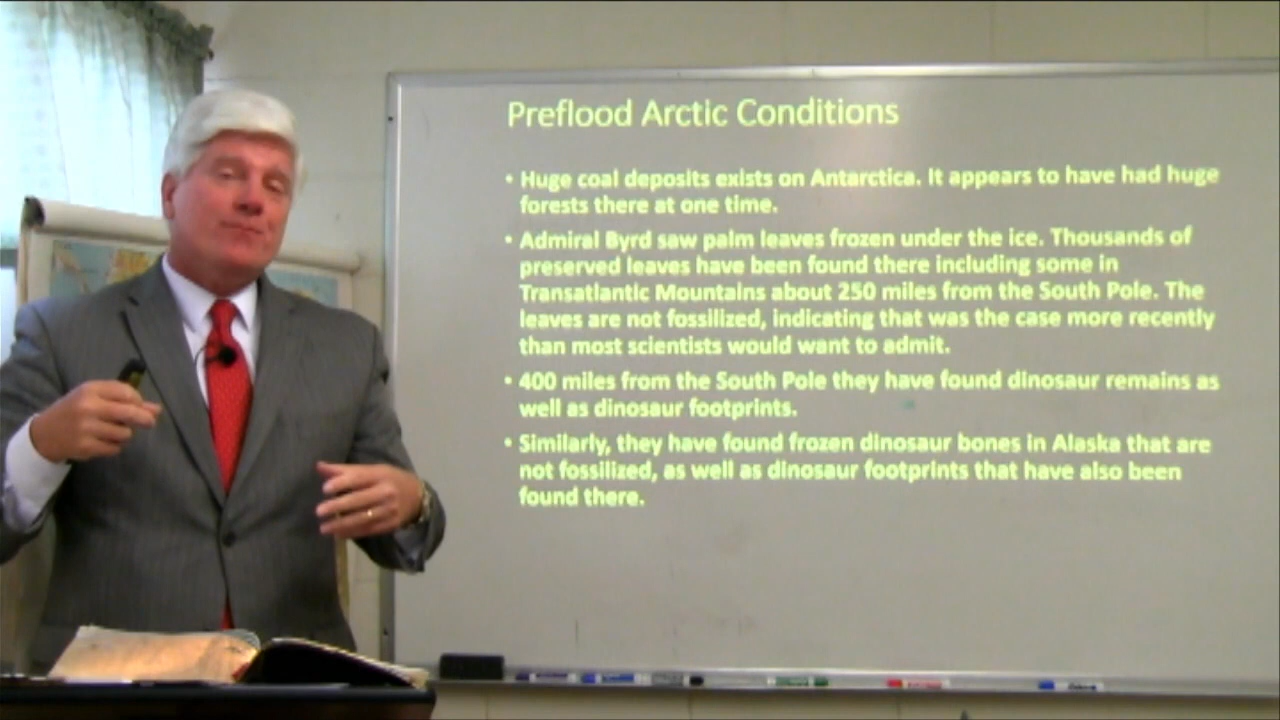 Preflood Arctic Conditions
• Huge coal deposits exists on Antarctica. It appears to have had huge
forests there at one time.
• Admiral Byrd saw palm leaves frozen under the ice. Thousands of
preserved leaves have been found there including some in
Transatlantic Mountains about 250 miles from the South Pole. The
leaves are not fossilized, indicating that was the case more recently
than most scientists would want to admit.
• 400 miles from the South Pole they have found dinosaur remains as
well as dinosaur footprints.
• Similarly, they have found frozen dinosaur bones in Alaska that are
not fossilized, as well as dinosaur footprints that have also been
found there.